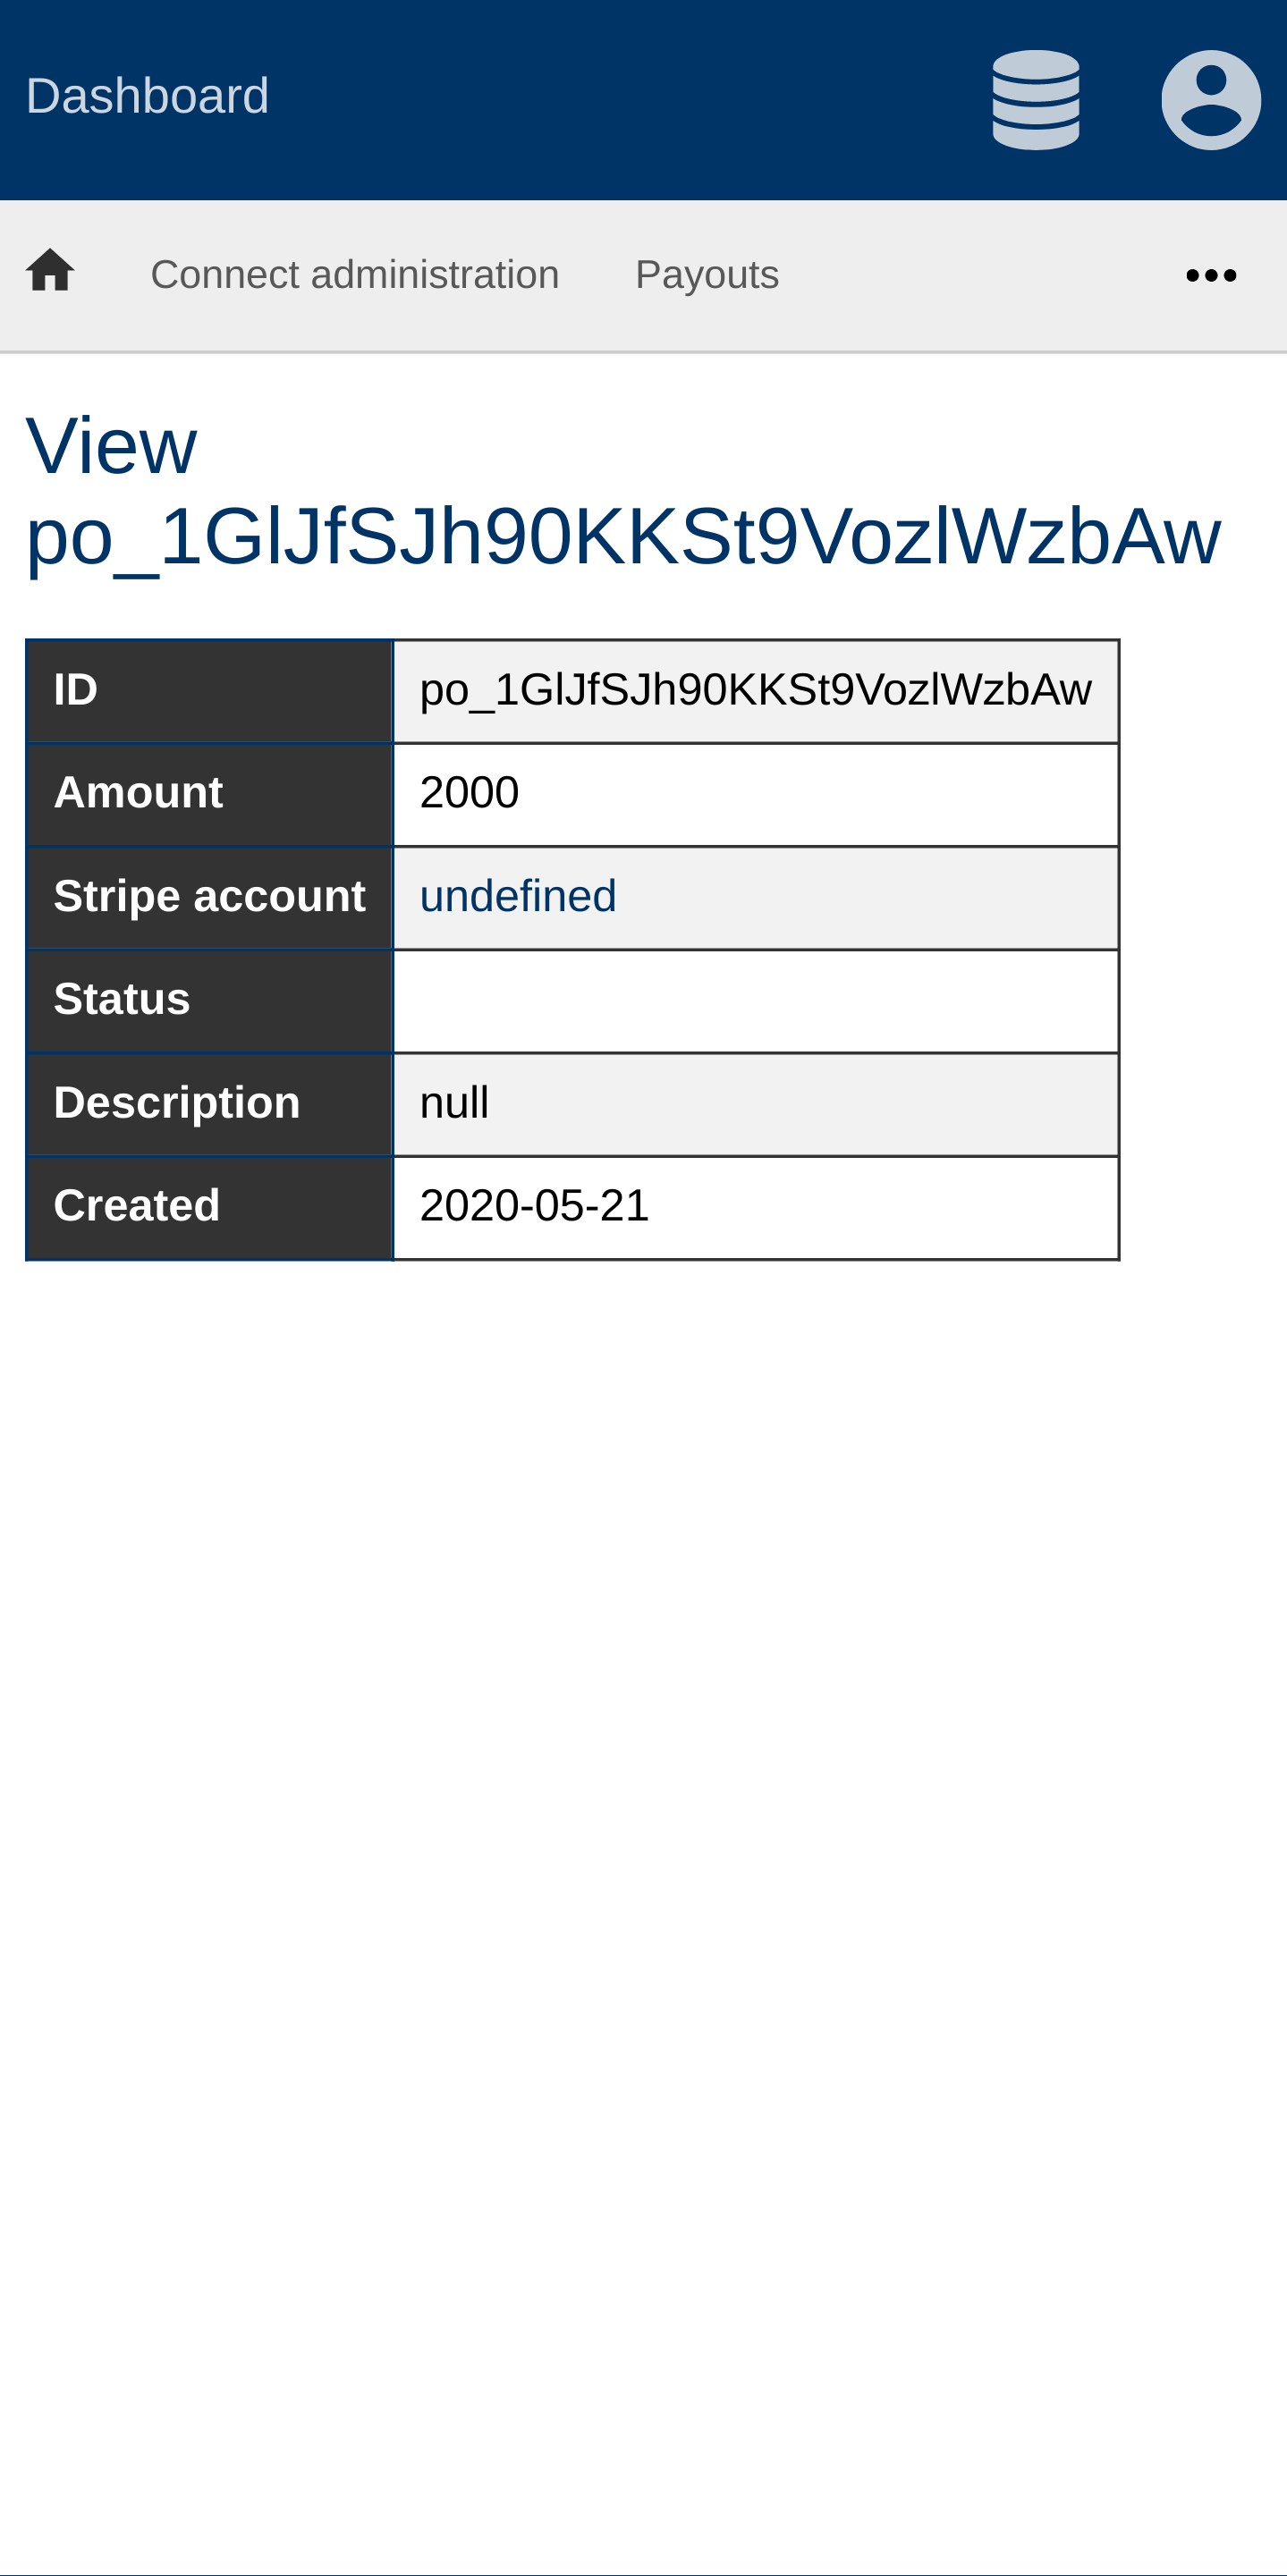 Dashboard
Connect administration Payouts
View
po_1GlJfSJh90KKSt9VozlWzbAw
ID po_1GlJfSJh90KKSt9VozlWzbAw
Amount 2000
Stripe account undefined
Status
Description null
Created 2020-05-21